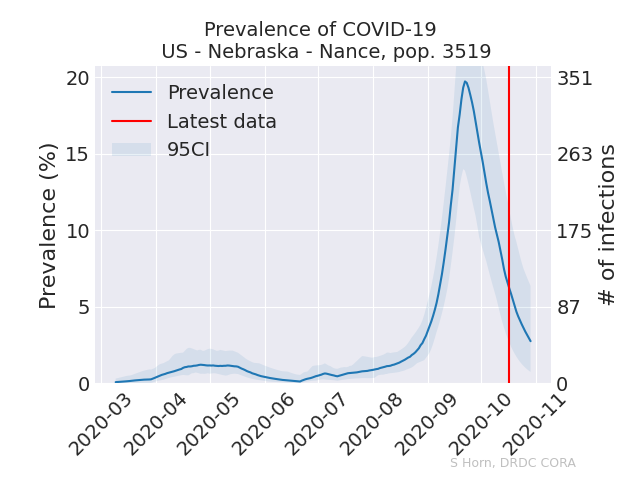 Prevalence of COVID-19
US - Nebraska - Nance, pop. 3519
Prevalence
Latest data
95CI
Prevalence (%)
20
15
10
5
0
351
263
175
87
0
# of infections
2020-03
2020-04
2020-05
2020-06
2020-07
2020-08
2020-09
2020-10
2020-11
S Horn, DRDC CORA